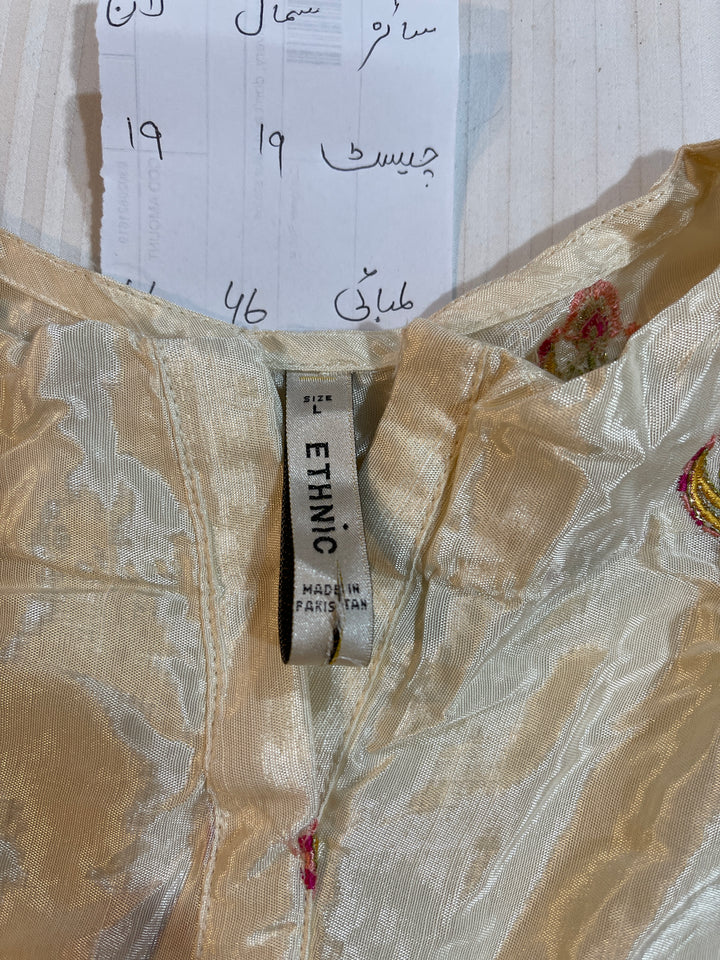 سائز سمال لارج
چیسٹ 19 19
لمبائی 46
SIZE
L
ETHNIC
MADE IN
PAKISTAN